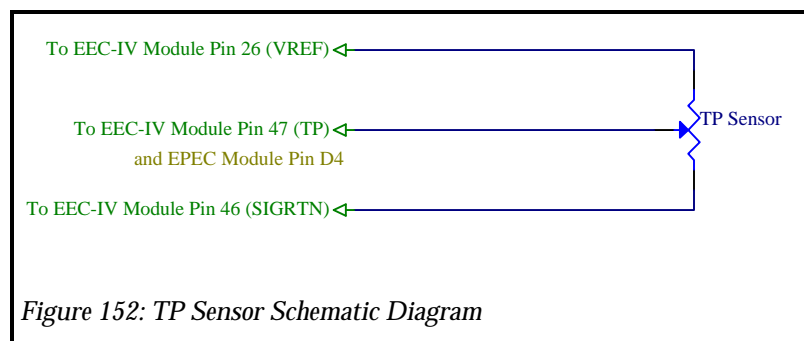 To EEC-IV Module Pin 26 (VREF)
To EEC-IV Module Pin 47 (TP)
TP Sensor
and EPEC Module Pin D4
To EEC-IV Module Pin 46 (SIGRTN)
Figure 152: TP Sensor Schematic Diagram